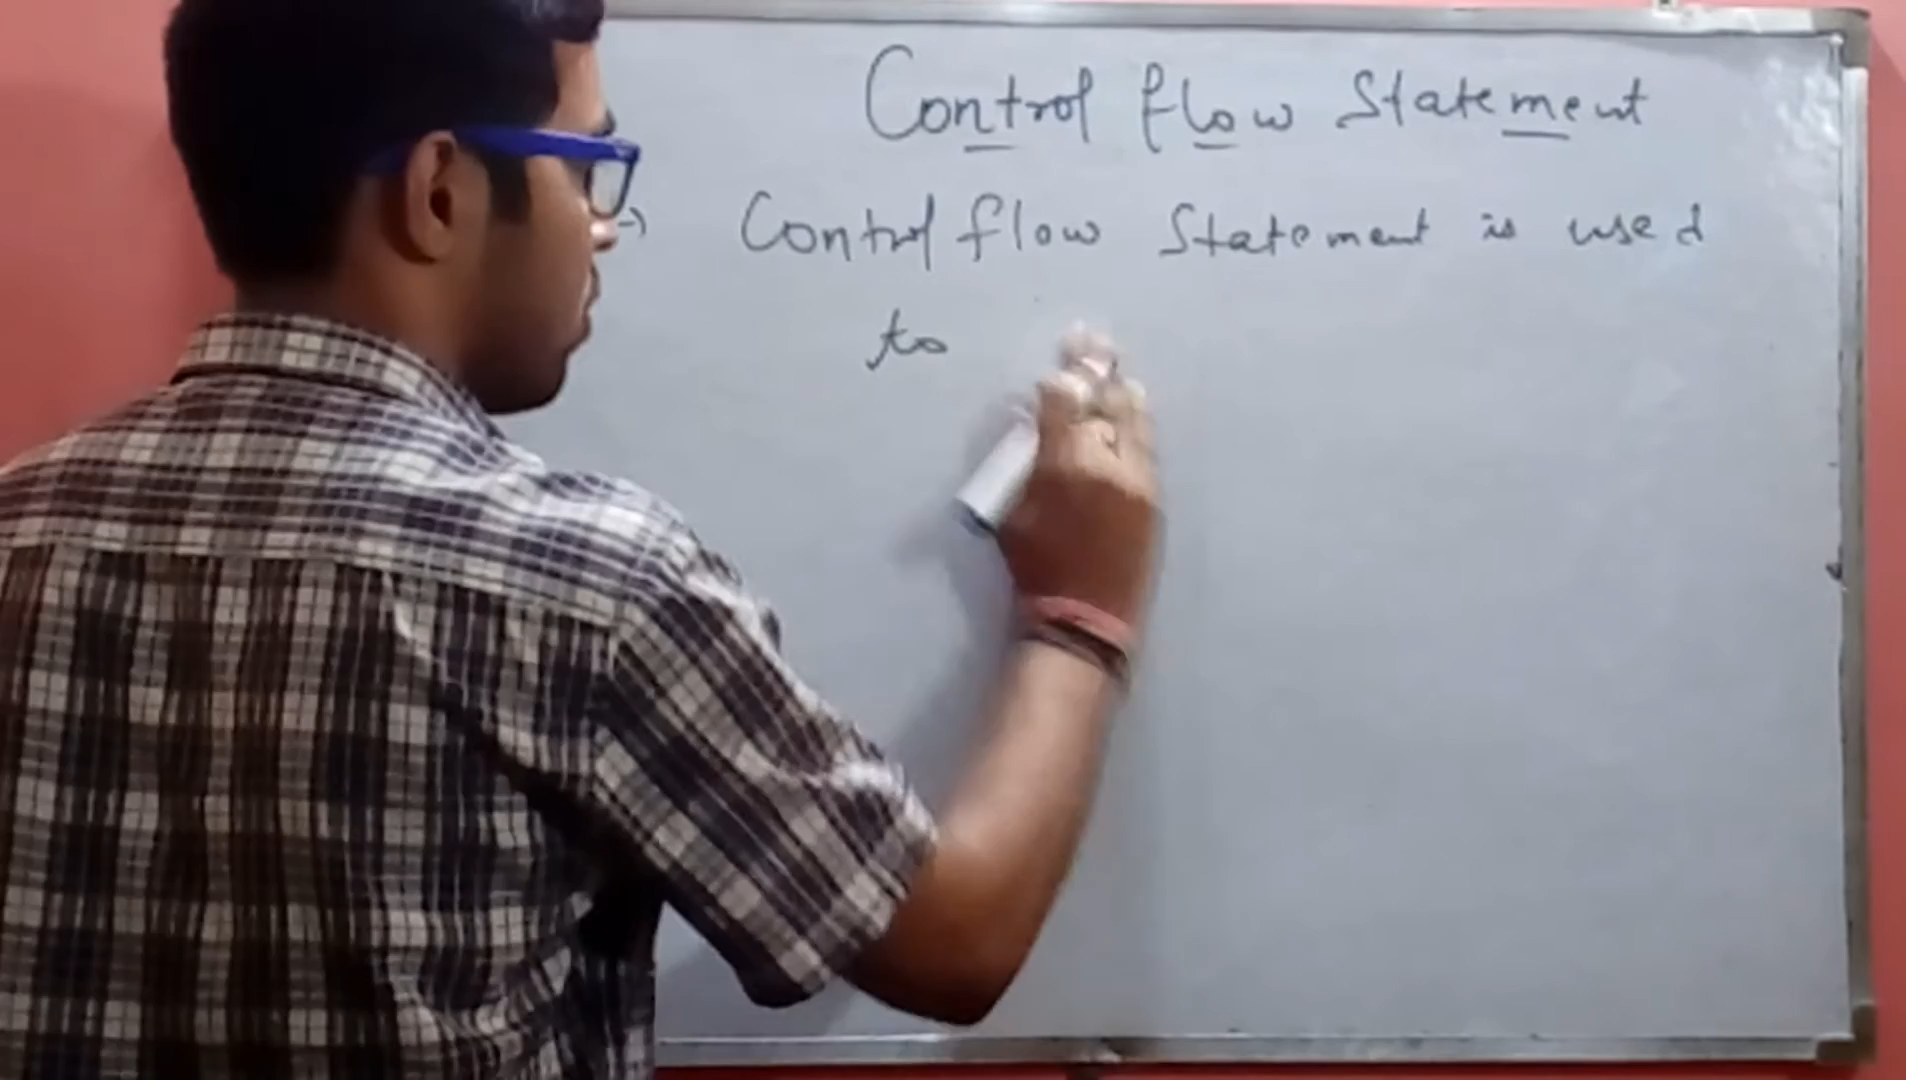 Control flow Statement
→ Control flow Statement is used
to